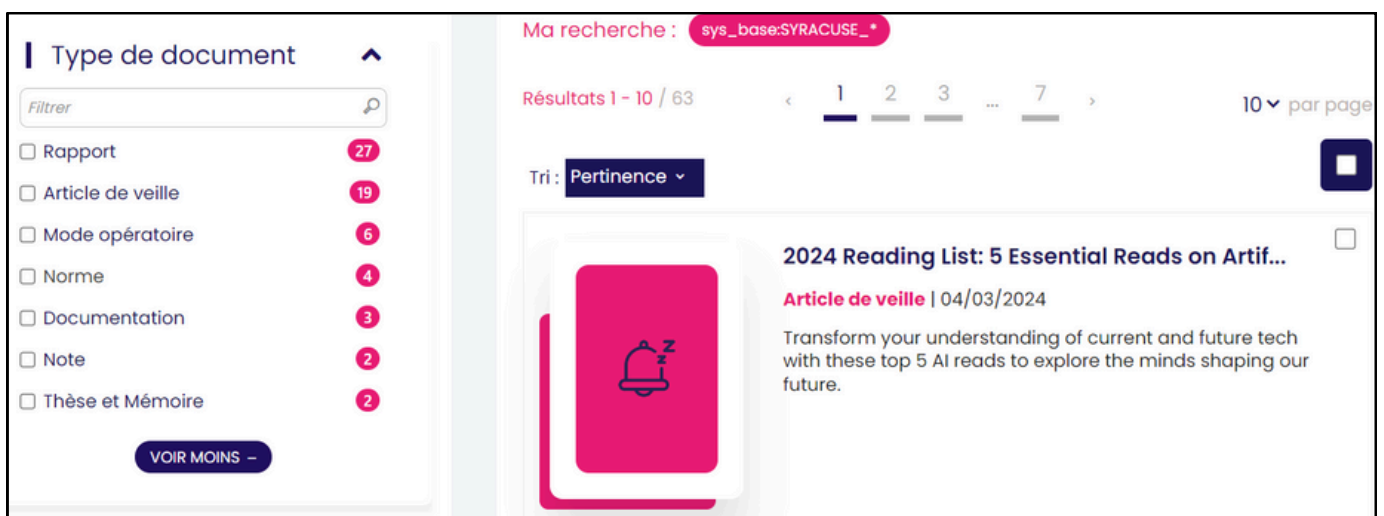 Type de document
Filtrer
Rapport 27
Article de veille 19
Mode opératoire 6
Norme 4
Documentation 3
Note 2
Thèse et Mémoire 2
VOIR MOINS –
Ma recherche : sys_base:SYRACUSE_*
Résultats 1 - 10 / 63 ‹ 1 2 3 ... 7 › 10 par page
Tri : Pertinence
2024 Reading List: 5 Essential Reads on Artif...
Article de veille | 04/03/2024
Transform your understanding of current and future tech
with these top 5 AI reads to explore the minds shaping our
future.
z z z